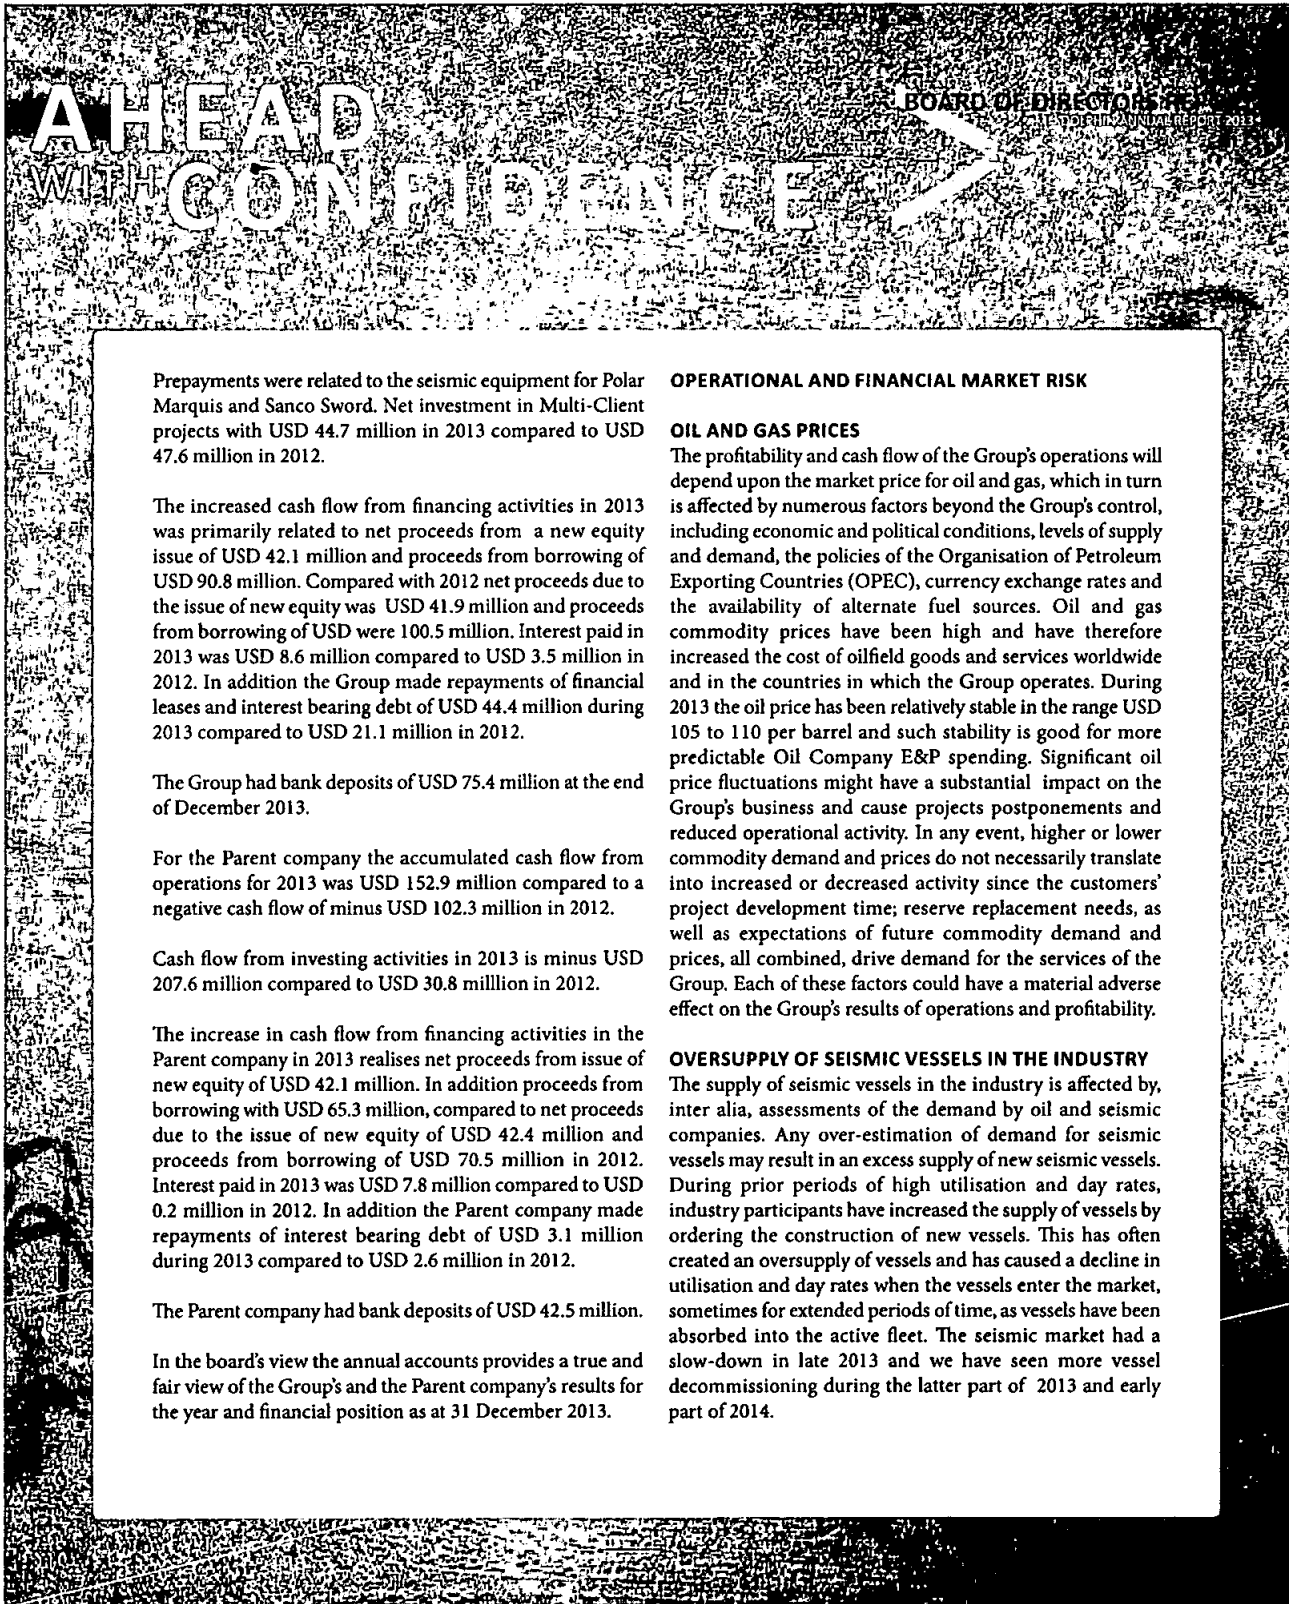 AHEAD
WITH CONFIDENCE
BOARD OF DIRECTORS
DOLPHIN ANNUAL REPORT 2013
Prepayments were related to the seismic equipment for Polar
Marquis and Sanco Sword. Net investment in Multi-Client
projects with USD 44.7 million in 2013 compared to USD
47.6 million in 2012.
The increased cash flow from financing activities in 2013
was primarily related to net proceeds from a new equity
issue of USD 42.1 million and proceeds from borrowing of
USD 90.8 million. Compared with 2012 net proceeds due to
the issue of new equity was USD 41.9 million and proceeds
from borrowing of USD were 100.5 million. Interest paid in
2013 was USD 8.6 million compared to USD 3.5 million in
2012. In addition the Group made repayments of financial
leases and interest bearing debt of USD 44.4 million during
2013 compared to USD 21.1 million in 2012.
The Group had bank deposits of USD 75.4 million at the end
of December 2013.
For the Parent company the accumulated cash flow from
operations for 2013 was USD 152.9 million compared to a
negative cash flow of minus USD 102.3 million in 2012.
Cash flow from investing activities in 2013 is minus USD
207.6 million compared to USD 30.8 milllion in 2012.
The increase in cash flow from financing activities in the
Parent company in 2013 realises net proceeds from issue of
new equity of USD 42.1 million. In addition proceeds from
borrowing with USD 65.3 million, compared to net proceeds
due to the issue of new equity of USD 42.4 million and
proceeds from borrowing of USD 70.5 million in 2012.
Interest paid in 2013 was USD 7.8 million compared to USD
0.2 million in 2012. In addition the Parent company made
repayments of interest bearing debt of USD 3.1 million
during 2013 compared to USD 2.6 million in 2012.
The Parent company had bank deposits of USD 42.5 million.
In the board's view the annual accounts provides a true and
fair view of the Group's and the Parent company's results for
the year and financial position as at 31 December 2013.
OPERATIONAL AND FINANCIAL MARKET RISK
OIL AND GAS PRICES
The profitability and cash flow of the Group's operations will
depend upon the market price for oil and gas, which in turn
is affected by numerous factors beyond the Group's control,
including economic and political conditions, levels of supply
and demand, the policies of the Organisation of Petroleum
Exporting Countries (OPEC), currency exchange rates and
the availability of alternate fuel sources. Oil and gas
commodity prices have been high and have therefore
increased the cost of oilfield goods and services worldwide
and in the countries in which the Group operates. During
2013 the oil price has been relatively stable in the range USD
105 to 110 per barrel and such stability is good for more
predictable Oil Company E&P spending. Significant oil
price fluctuations might have a substantial impact on the
Group's business and cause projects postponements and
reduced operational activity. In any event, higher or lower
commodity demand and prices do not necessarily translate
into increased or decreased activity since the customers'
project development time; reserve replacement needs, as
well as expectations of future commodity demand and
prices, all combined, drive demand for the services of the
Group. Each of these factors could have a material adverse
effect on the Group's results of operations and profitability.
OVERSUPPLY OF SEISMIC VESSELS IN THE INDUSTRY
The supply of seismic vessels in the industry is affected by,
inter alia, assessments of the demand by oil and seismic
companies. Any over-estimation of demand for seismic
vessels may result in an excess supply of new seismic vessels.
During prior periods of high utilisation and day rates,
industry participants have increased the supply of vessels by
ordering the construction of new vessels. This has often
created an oversupply of vessels and has caused a decline in
utilisation and day rates when the vessels enter the market,
sometimes for extended periods of time, as vessels have been
absorbed into the active fleet. The seismic market had a
slow-down in late 2013 and we have seen more vessel
decommissioning during the latter part of 2013 and early
part of 2014.